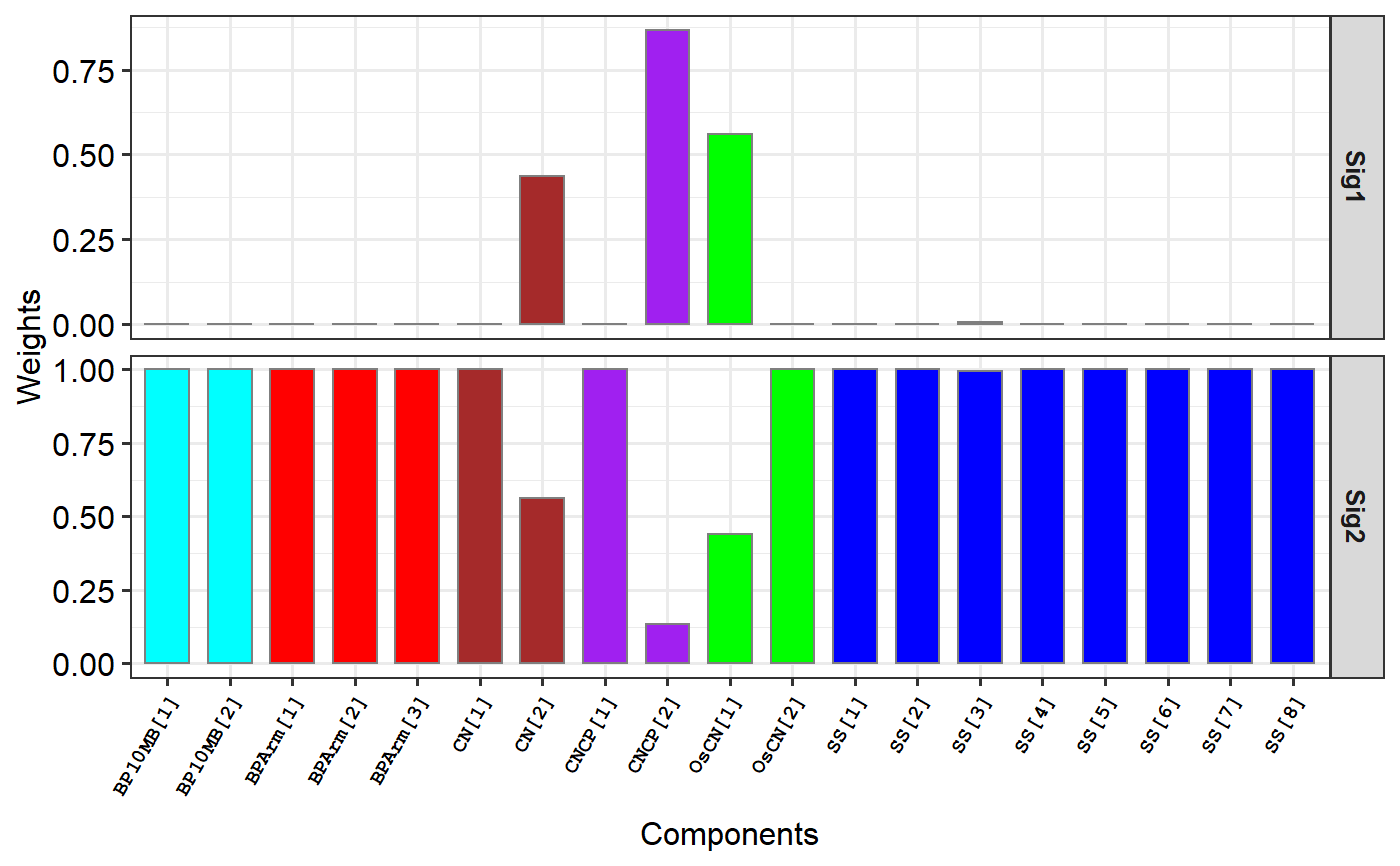 Weights
0.75
0.50
0.25
0.00
Sig1
1.00
0.75
0.50
0.25
0.00
Sig2
BP10MB[1]
BP10MB[2]
BPArm[1]
BPArm[2]
BPArm[3]
CN[1]
CN[2]
CNCP[1]
CNCP[2]
OsCN[1]
OsCN[2]
SS[1]
SS[2]
SS[3]
SS[4]
SS[5]
SS[6]
SS[7]
SS[8]
Components